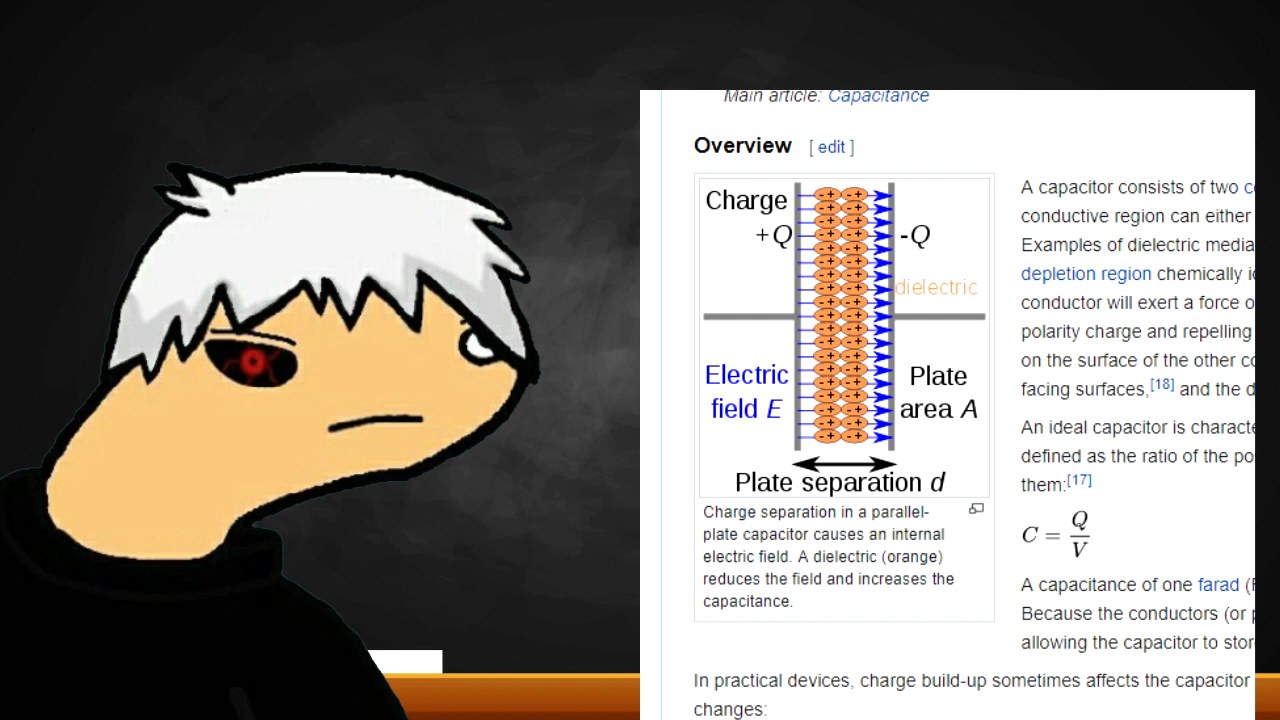 Main article: Capacitance
Overview [ edit ]
Charge
+Q
-Q
dielectric
Electric
field E
Plate
area A
Plate separation d
Charge separation in a parallel-
plate capacitor causes an internal
electric field. A dielectric (orange)
reduces the field and increases the
capacitance.
A capacitor consists of two
conductive region can either
Examples of dielectric media
depletion region chemically
conductor will exert a force
polarity charge and repelling
on the surface of the other
facing surfaces,[18] and the
An ideal capacitor is
defined as the ratio of the
them:[17]
C = Q/V
A capacitance of one farad
Because the conductors (or
allowing the capacitor to
In practical devices, charge build-up sometimes affects the capacitor
changes: